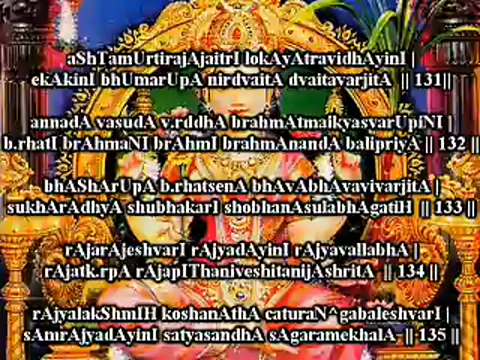 aShTamUrtirajAjaitrI lokAyAtravidhAyinI |
ekAkinI bhUmarUpA nirdvaitA dvaitavarjitA || 131||
annadA vasudA v.rddhA brahmAtmaikyasvarUpiNI |
b.rhatI brAhmaNI brAhmI brahmAnandA balipriyA || 132 ||
bhAShArUpA b.rhatsenA bhAvAbhAvavivarjitA |
sukhArAdhyA shubhakarI shobhanAsulabhAgatiH || 133 ||
rAjarAjeshvarI rAjyadAyinI rAjyavallabhA |
rAjatk.rpA rAjapIThaniveshitanijAshritA || 134 ||
rAjyalakShmIH koshanAthA caturaN^gabaleshvarI |
sAmrAjyadAyinI satyasandhA sAgaramekhalA || 135 ||